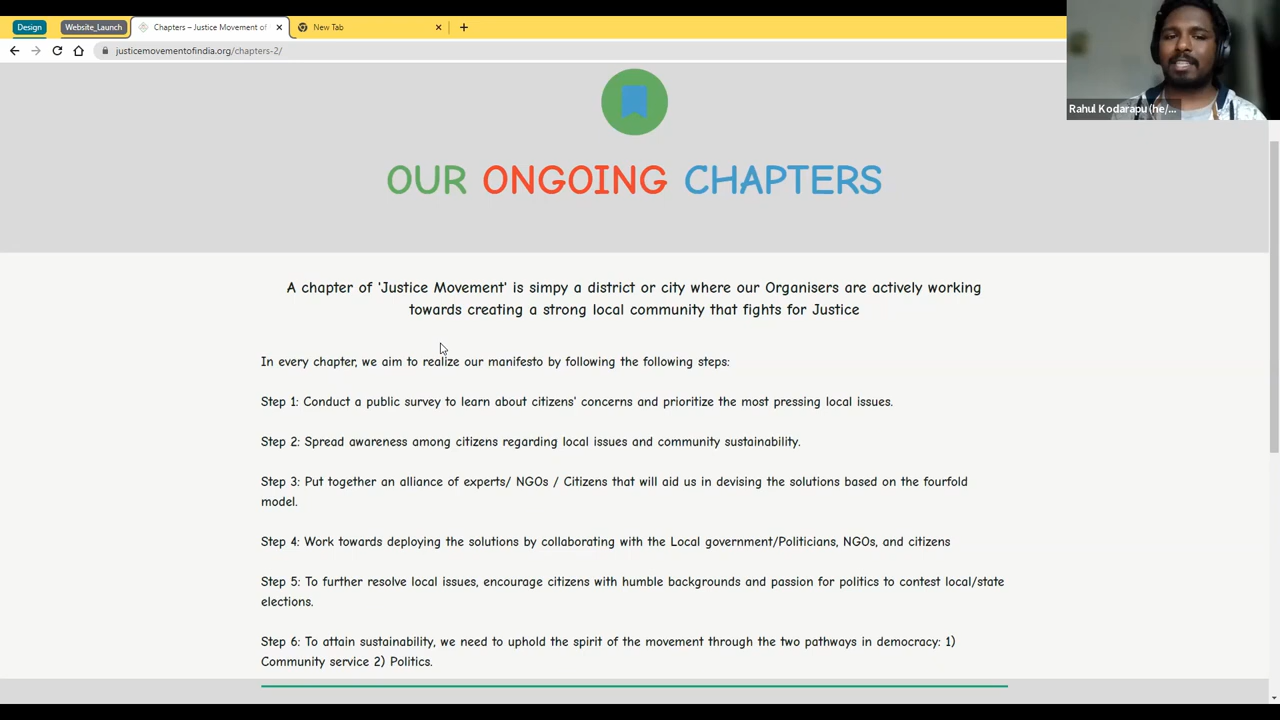 Design
Website_Launch
Chapters – Justice Movement of
New Tab
justicemovementofindia.org/chapters-2/
Rahul Kodarapu (he/...
OUR ONGOING CHAPTERS
A chapter of 'Justice Movement' is simpy a district or city where our Organisers are actively working
towards creating a strong local community that fights for Justice
In every chapter, we aim to realize our manifesto by following the following steps:
Step 1: Conduct a public survey to learn about citizens' concerns and prioritize the most pressing local issues.
Step 2: Spread awareness among citizens regarding local issues and community sustainability.
Step 3: Put together an alliance of experts/ NGOs / Citizens that will aid us in devising the solutions based on the fourfold
model.
Step 4: Work towards deploying the solutions by collaborating with the Local government/Politicians, NGOs, and citizens
Step 5: To further resolve local issues, encourage citizens with humble backgrounds and passion for politics to contest local/state
elections.
Step 6: To attain sustainability, we need to uphold the spirit of the movement through the two pathways in democracy: 1)
Community service 2) Politics.